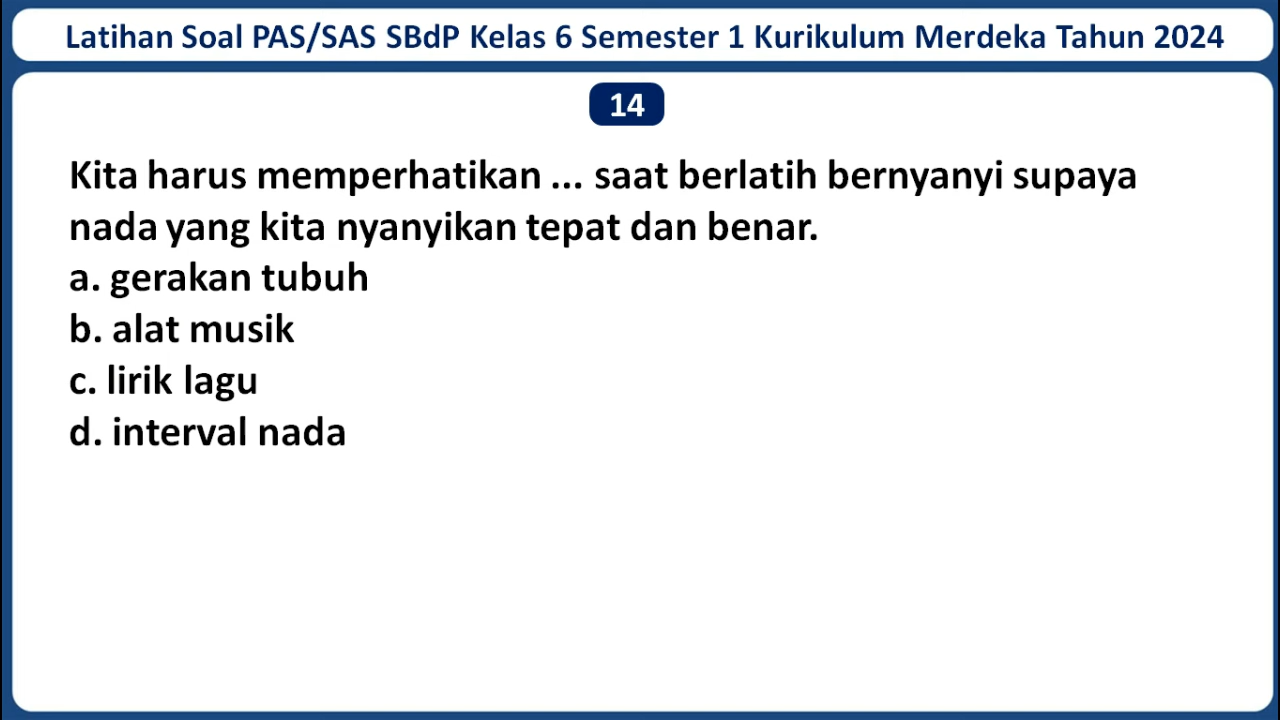 Latihan Soal PAS/SAS SBdP Kelas 6 Semester 1 Kurikulum Merdeka Tahun 2024
14
Kita harus memperhatikan ... saat berlatih bernyanyi supaya
nada yang kita nyanyikan tepat dan benar.
a. gerakan tubuh
b. alat musik
c. lirik lagu
d. interval nada